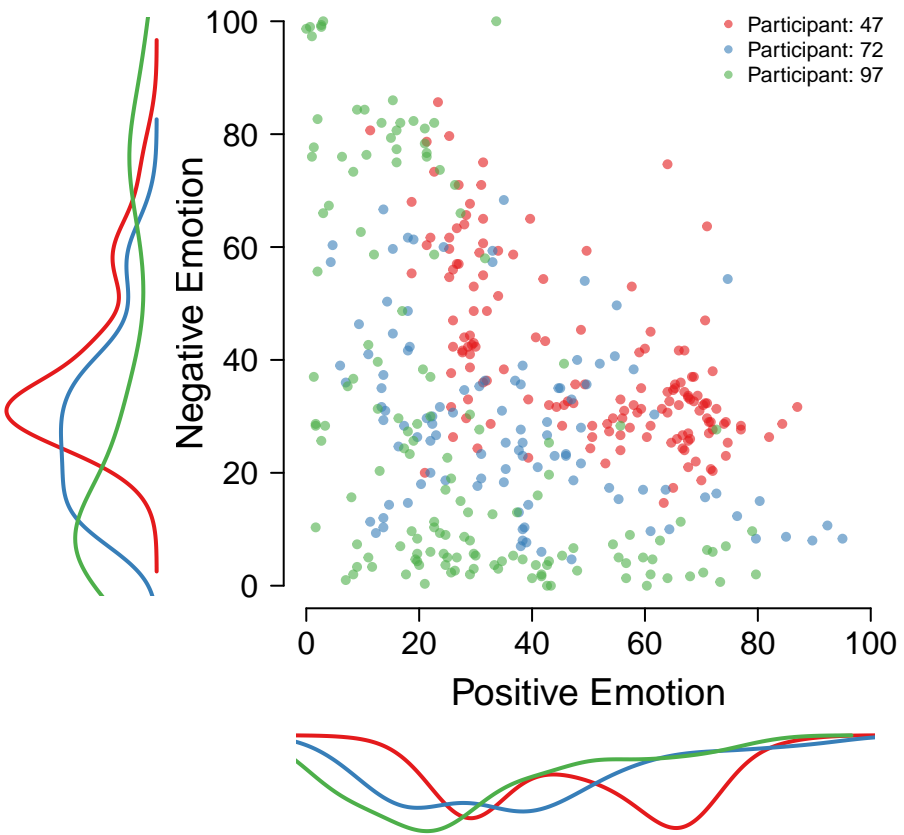 Participant: 47
Participant: 72
Participant: 97
100
80
60
40
20
0
Negative Emotion
0 20 40 60 80 100
Positive Emotion